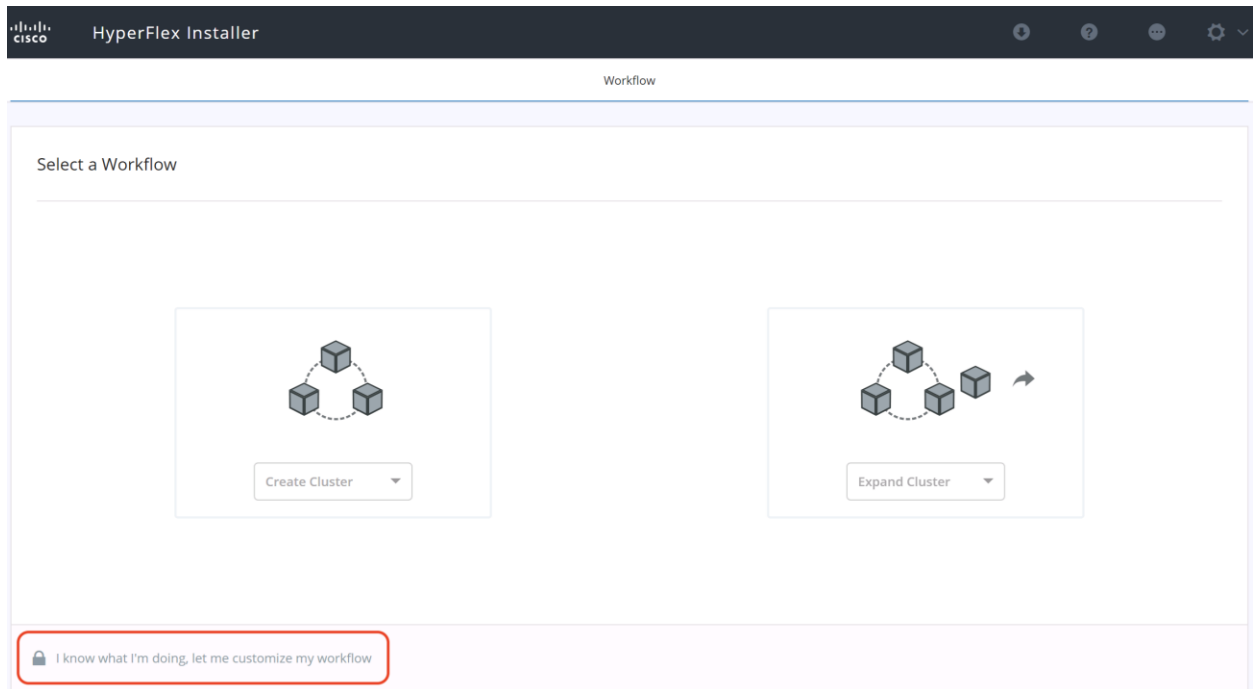 CISCO
HyperFlex Installer
Workflow
Select a Workflow
Create Cluster
Expand Cluster
I know what I'm doing, let me customize my workflow